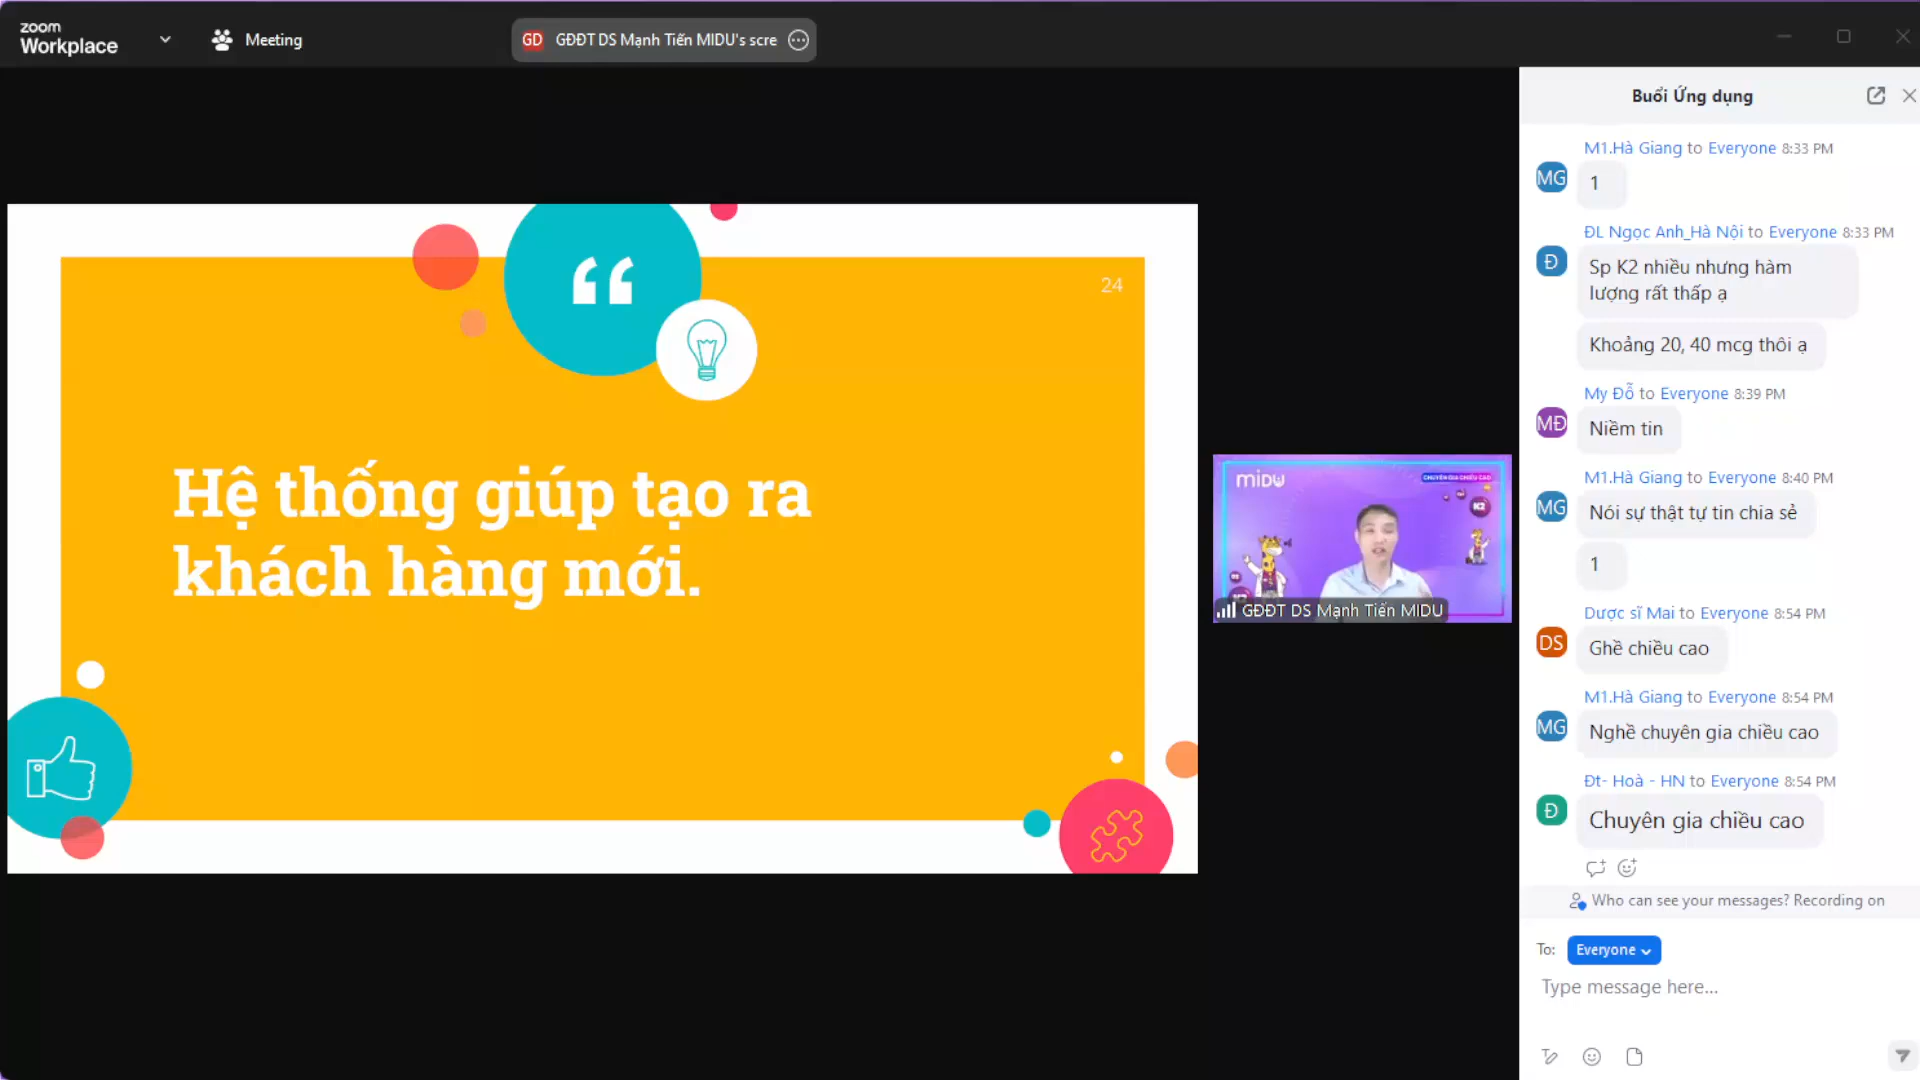 zoom
Workplace
Meeting
GD GĐĐT DS Mạnh Tiến MIDU's scre
Buổi Ứng dụng
M1.Hà Giang to Everyone 8:33 PM
MG
1
ĐL Ngọc Anh_Hà Nội to Everyone 8:33 PM
Đ
Sp K2 nhiều nhưng hàm
lượng rất thấp ạ
Khoảng 20, 40 mcg thôi ạ
My Đỗ to Everyone 8:39 PM
MĐ
Niềm tin
M1.Hà Giang to Everyone 8:40 PM
MG
Nói sự thật tự tin chia sẻ
1
Dược sĩ Mai to Everyone 8:54 PM
DS
Ghề chiều cao
M1.Hà Giang to Everyone 8:54 PM
MG
Nghề chuyên gia chiều cao
Đt- Hoà - HN to Everyone 8:54 PM
Đ
Chuyên gia chiều cao
Who can see your messages? Recording on
To: Everyone
Type message here...
24
Hệ thống giúp tạo ra
khách hàng mới.
MIDU
CHUYÊN GIA CHIỀU CAO
K2
GĐĐT DS Mạnh Tiến MIDU